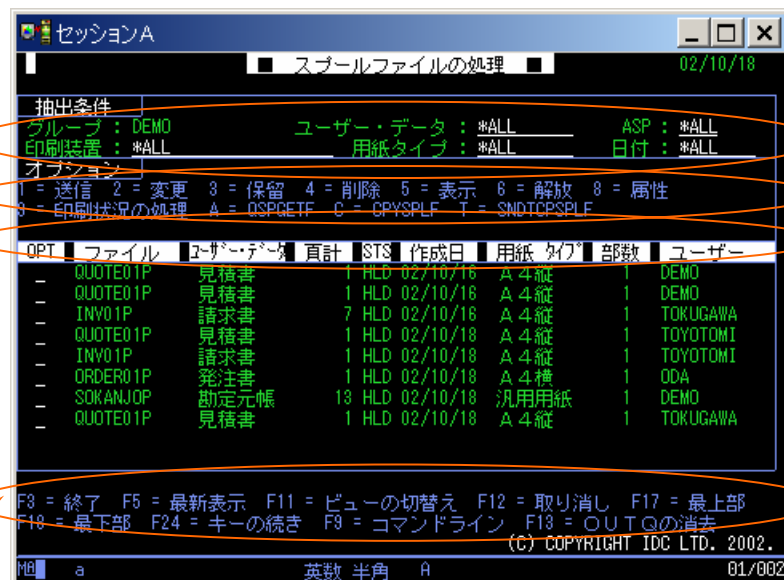 セッションA
■ スプールファイルの処理 ■ 02/10/18
抽出条件
グループ : DEMO ユーザー・データ : *ALL ASP : *ALL
印刷装置 : *ALL 用紙タイプ : *ALL 日付 : *ALL
オプション
1 = 送信 2 = 変更 3 = 保留 4 = 削除 5 = 表示 6 = 解放 8 = 属性
9 = 印刷状況の処理 A = QSPGETF C = CPYSPLF T = SNDTCPSPLF
OPT ファイル ユーザー・データ 頁計 STS 作成日 用紙 タイプ 部数 ユーザー
_ QUOTE01P 見積書 1 HLD 02/10/16 A4縦 1 DEMO
_ QUOTE01P 見積書 1 HLD 02/10/16 A4縦 1 DEMO
_ INV01P 請求書 7 HLD 02/10/16 A4縦 1 TOKUGAWA
_ QUOTE01P 見積書 1 HLD 02/10/18 A4縦 1 TOYOTOMI
_ INV01P 請求書 1 HLD 02/10/18 A4縦 1 TOYOTOMI
_ ORDER01P 発注書 1 HLD 02/10/18 A4横 1 ODA
_ SOKANJOP 勘定元帳 13 HLD 02/10/18 汎用用紙 1 DEMO
_ QUOTE01P 見積書 1 HLD 02/10/18 A4縦 1 TOKUGAWA
F3 = 終了 F5 = 最新表示 F11 = ビューの切替え F12 = 取り消し F17 = 最上部
F18 = 最下部 F24 = キーの続き F9 = コマンドライン F13 = OUTQの消去
(C) COPYRIGHT IDC LTD. 2002.
MA a 英数 半角 A 01/002